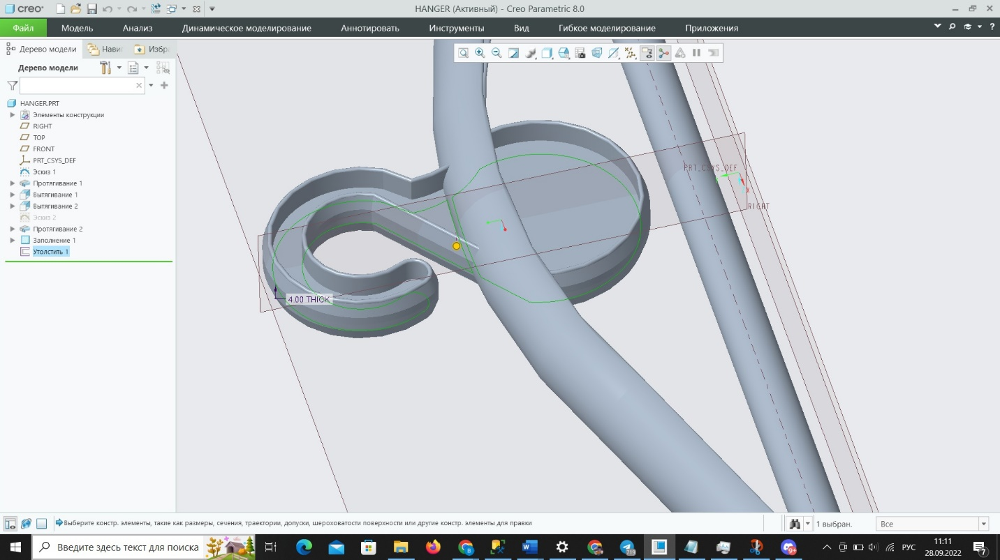 creo®
HANGER (Активный) - Creo Parametric 8.0
Файл
Модель
Анализ
Динамическое моделирование
Аннотировать
Инструменты
Вид
Гибкое моделирование
Приложения
Дерево модели
Нави
Избр
Дерево модели
HANGER.PRT
Элементы конструкции
RIGHT
TOP
FRONT
PRT_CSYS_DEF
Эскиз 1
Протягивание 1
Вытягивание 1
Вытягивание 2
Эскиз 2
Протягивание 2
Заполнение 1
Утолстить 1
PRT_CSYS_DEF
X
RIGHT
4.00 THICK
Выберите констр. элементы, такие как размеры, сечения, траектории, допуски, шероховатости поверхности или другие констр. элементы для правки
1 выбран.
Все
Введите здесь текст для поиска
719
9+
РУС
11:11
28.09.2022
7